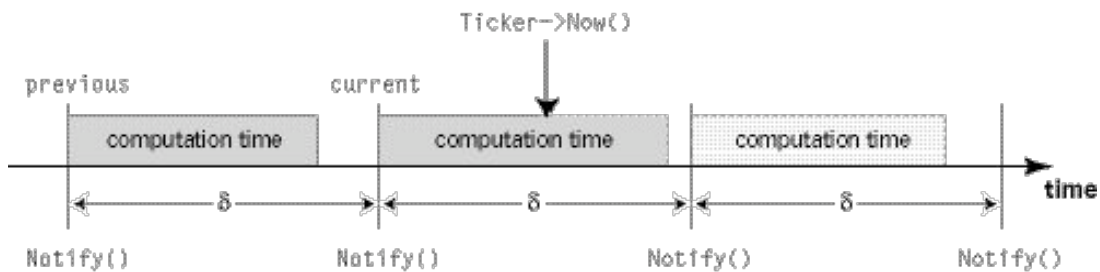 Ticker->Now()
previous current
computation time computation time computation time
time
δ δ δ
Notify() Notify() Notify() Notify()